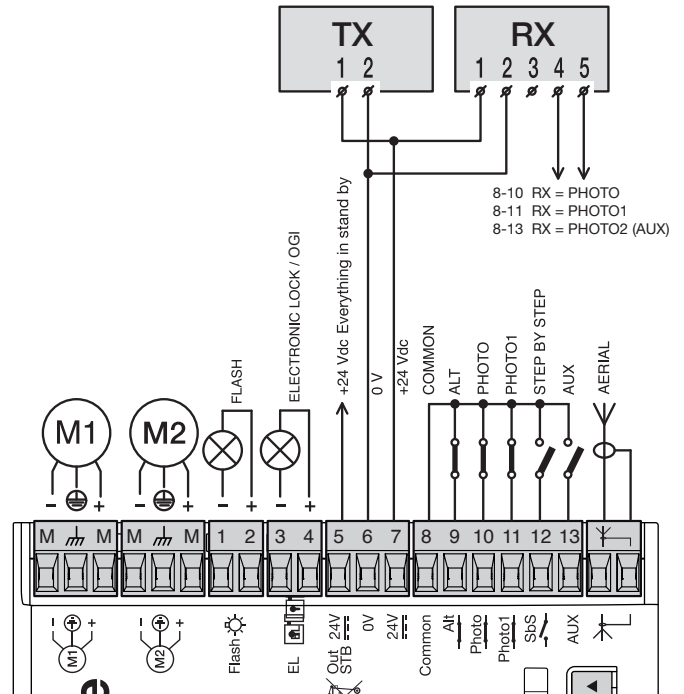 TX
1 2
RX
1 2 3 4 5
8-10 RX = PHOTO
8-11 RX = PHOTO1
8-13 RX = PHOTO2 (AUX)
FLASH
ELECTRONIC LOCK / OGI
+24 Vdc Everything in stand by
0 V
+24 Vdc
COMMON
ALT
PHOTO
PHOTO1
STEP BY STEP
AUX
AERIAL
M1
M2
- +
- +
- +
- +
M M M M 1 2 3 4 5 6 7 8 9 10 11 12 13
- +
M1
- +
M2
Flash
EL
Out 24V
STB
0V
24V
Common
Alt
Photo
Photo1
SbS
AUX
e